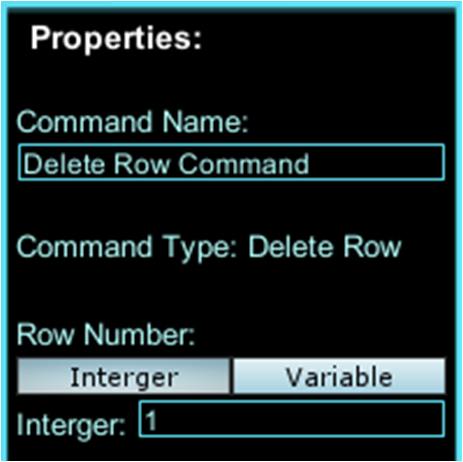 Properties:
Command Name:
Delete Row Command
Command Type: Delete Row
Row Number:
Interger Variable
Interger: 1